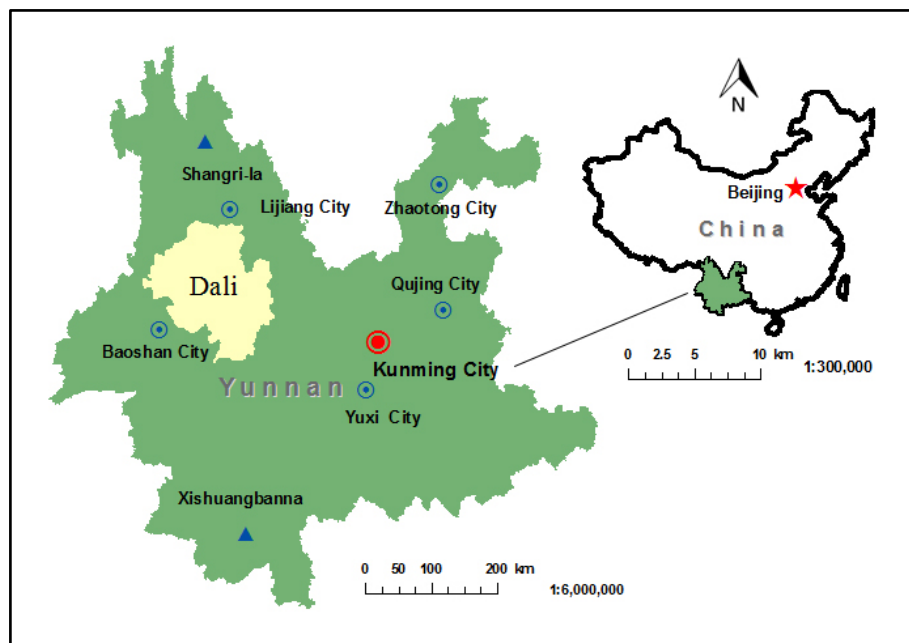 N
Shangri-la
Lijiang City
Zhaotong City
Beijing
China
Dali
Qujing City
Baoshan City
Kunming City
Yunnan
Yuxi City
0 2.5 5 10 km
1:300,000
Xishuangbanna
0 50 100 200 km
1:6,000,000